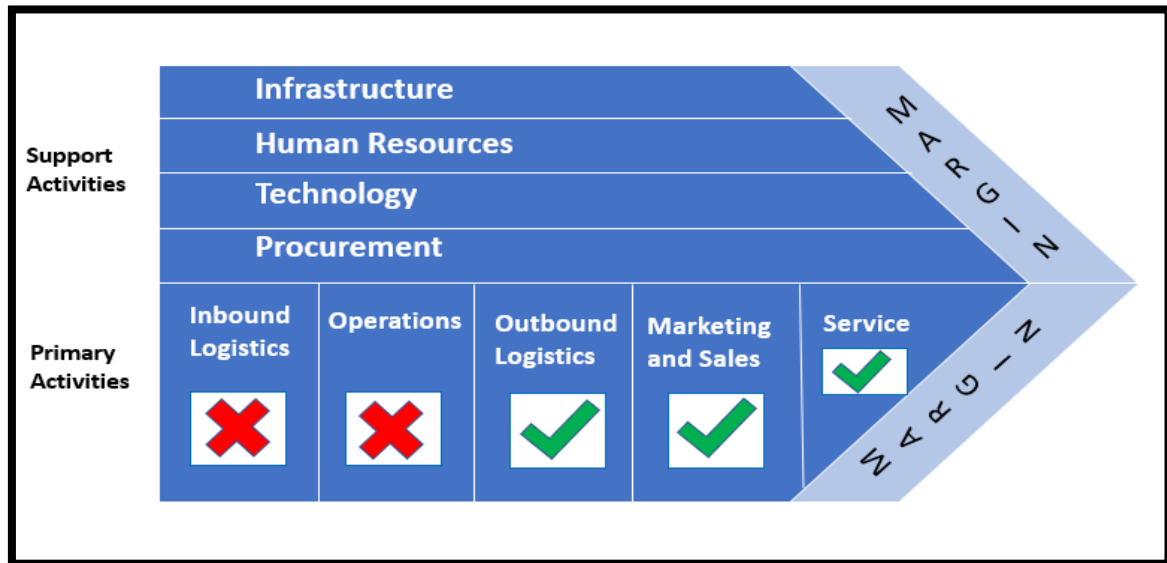 Support
Activities
Infrastructure
Human Resources
Technology
Procurement
MARGIN
Primary
Activities
Inbound
Logistics
Operations
Outbound
Logistics
Marketing
and Sales
Service
MARGIN